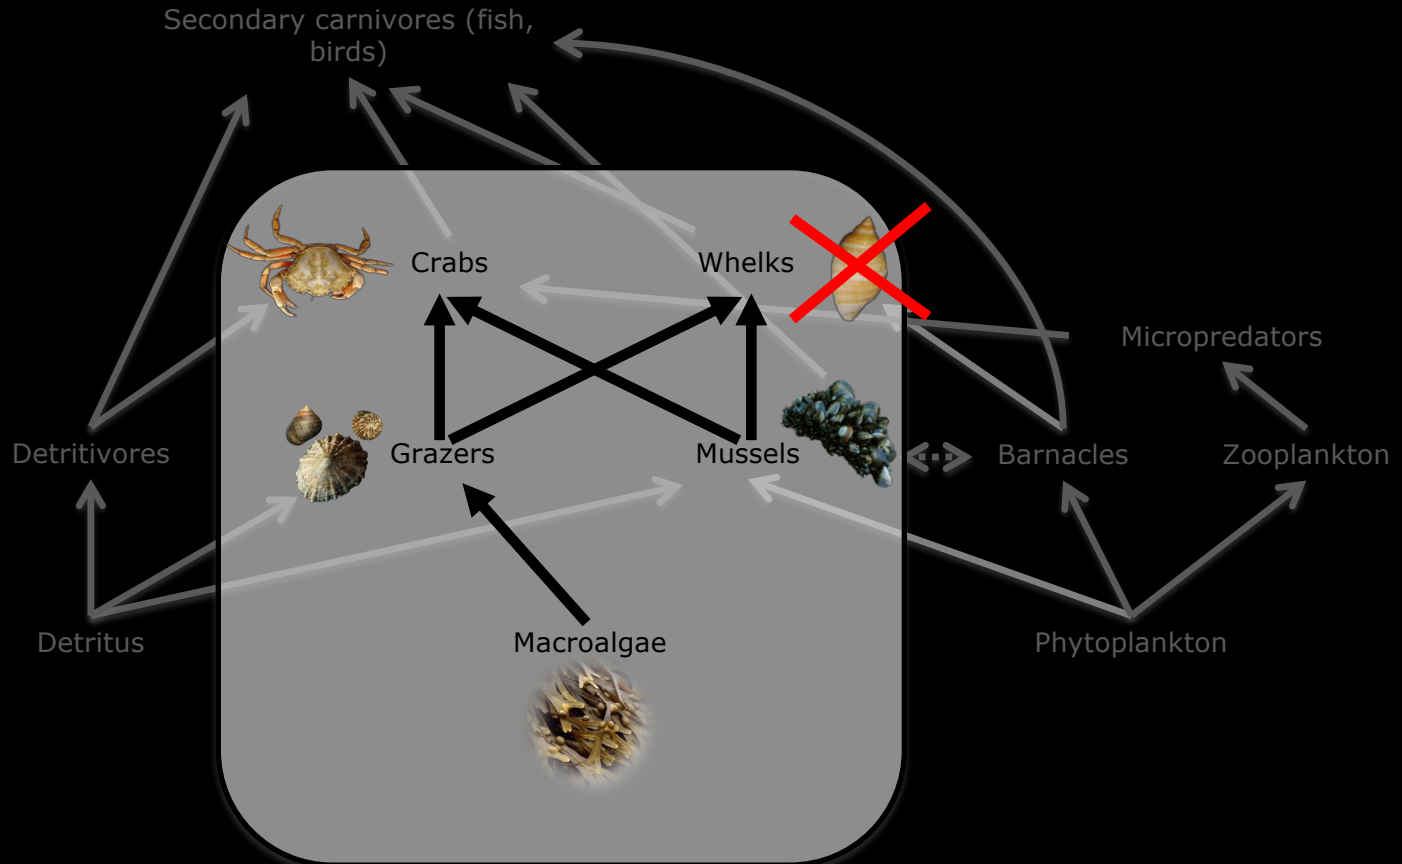 Secondary carnivores (fish,
birds)
Crabs
Whelks
Micropredators
Detritivores
Grazers
Mussels
Barnacles
Zooplankton
Detritus
Macroalgae
Phytoplankton